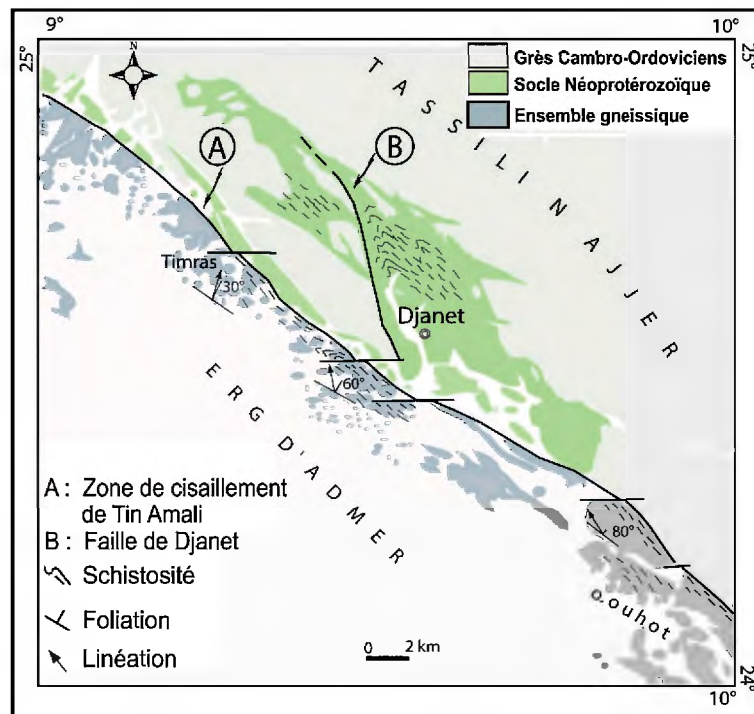 9°
10°
25°
25°
N
Grès Cambro-Ordoviciens
Socle Néoprotérozoïque
Ensemble gneissique
TASSILI N AJJER
A
B
Timras
30°
Djanet
60°
ERG D'ADMER
80°
ouhot
A : Zone de cisaillement
de Tin Amali
B : Faille de Djanet
Schistosité
Foliation
Linéation
0 2 km
24°
10°